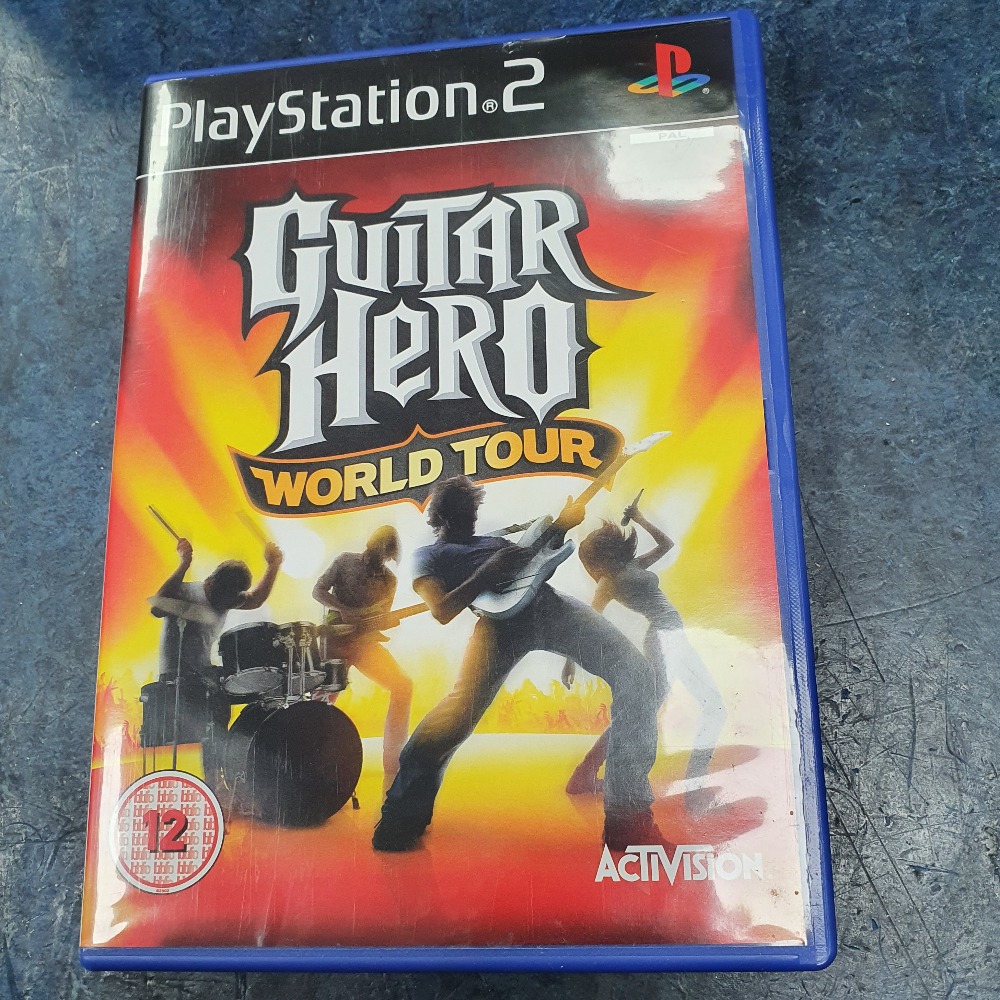 PlayStation®2
PAL
GUITAR
HERO
WORLD TOUR
12
ACTIVISION